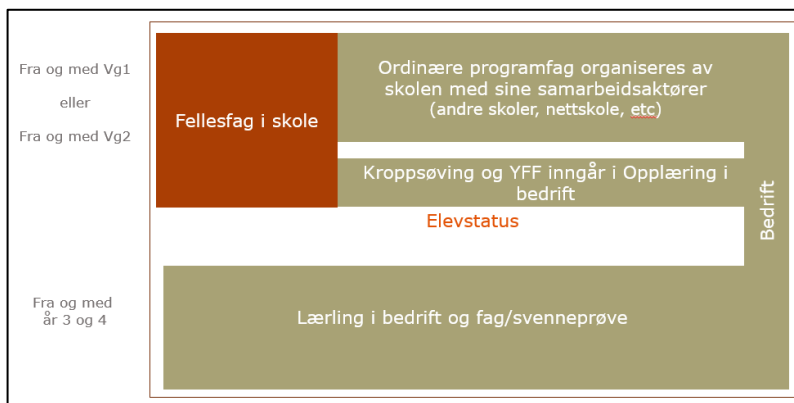 Fra og med Vg1
eller
Fra og med Vg2
Fellesfag i skole
Ordinære programfag organiseres av
skolen med sine samarbeidsaktører
(andre skoler, nettskole, etc)
Kroppsøving og YFF inngår i Opplæring i
bedrift
Elevstatus
Bedrift
Fra og med
år 3 og 4
Lærling i bedrift og fag/svenneprøve